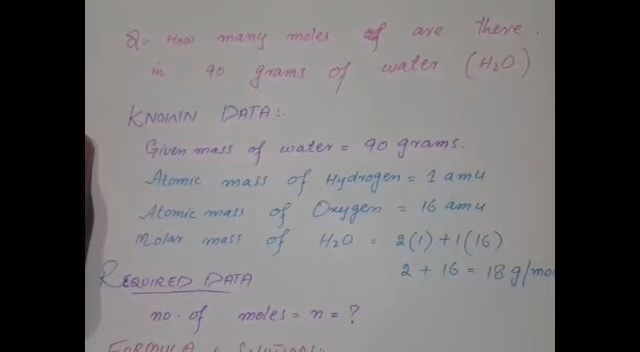 Q:- How many moles of are there.
in 90 grams of water (H2O)
KNOWN DATA:.
Given mass of water = 90 grams.
Atomic mass of Hydrogen = 1 amu
Atomic mass of Oxygen = 16 amu
Molar mass of H2O = 2(1) + 1(16)
2 + 16 = 18 g/mo
REQUIRED DATA
no. of moles = n = ?
FORMULA + SOLUTION: